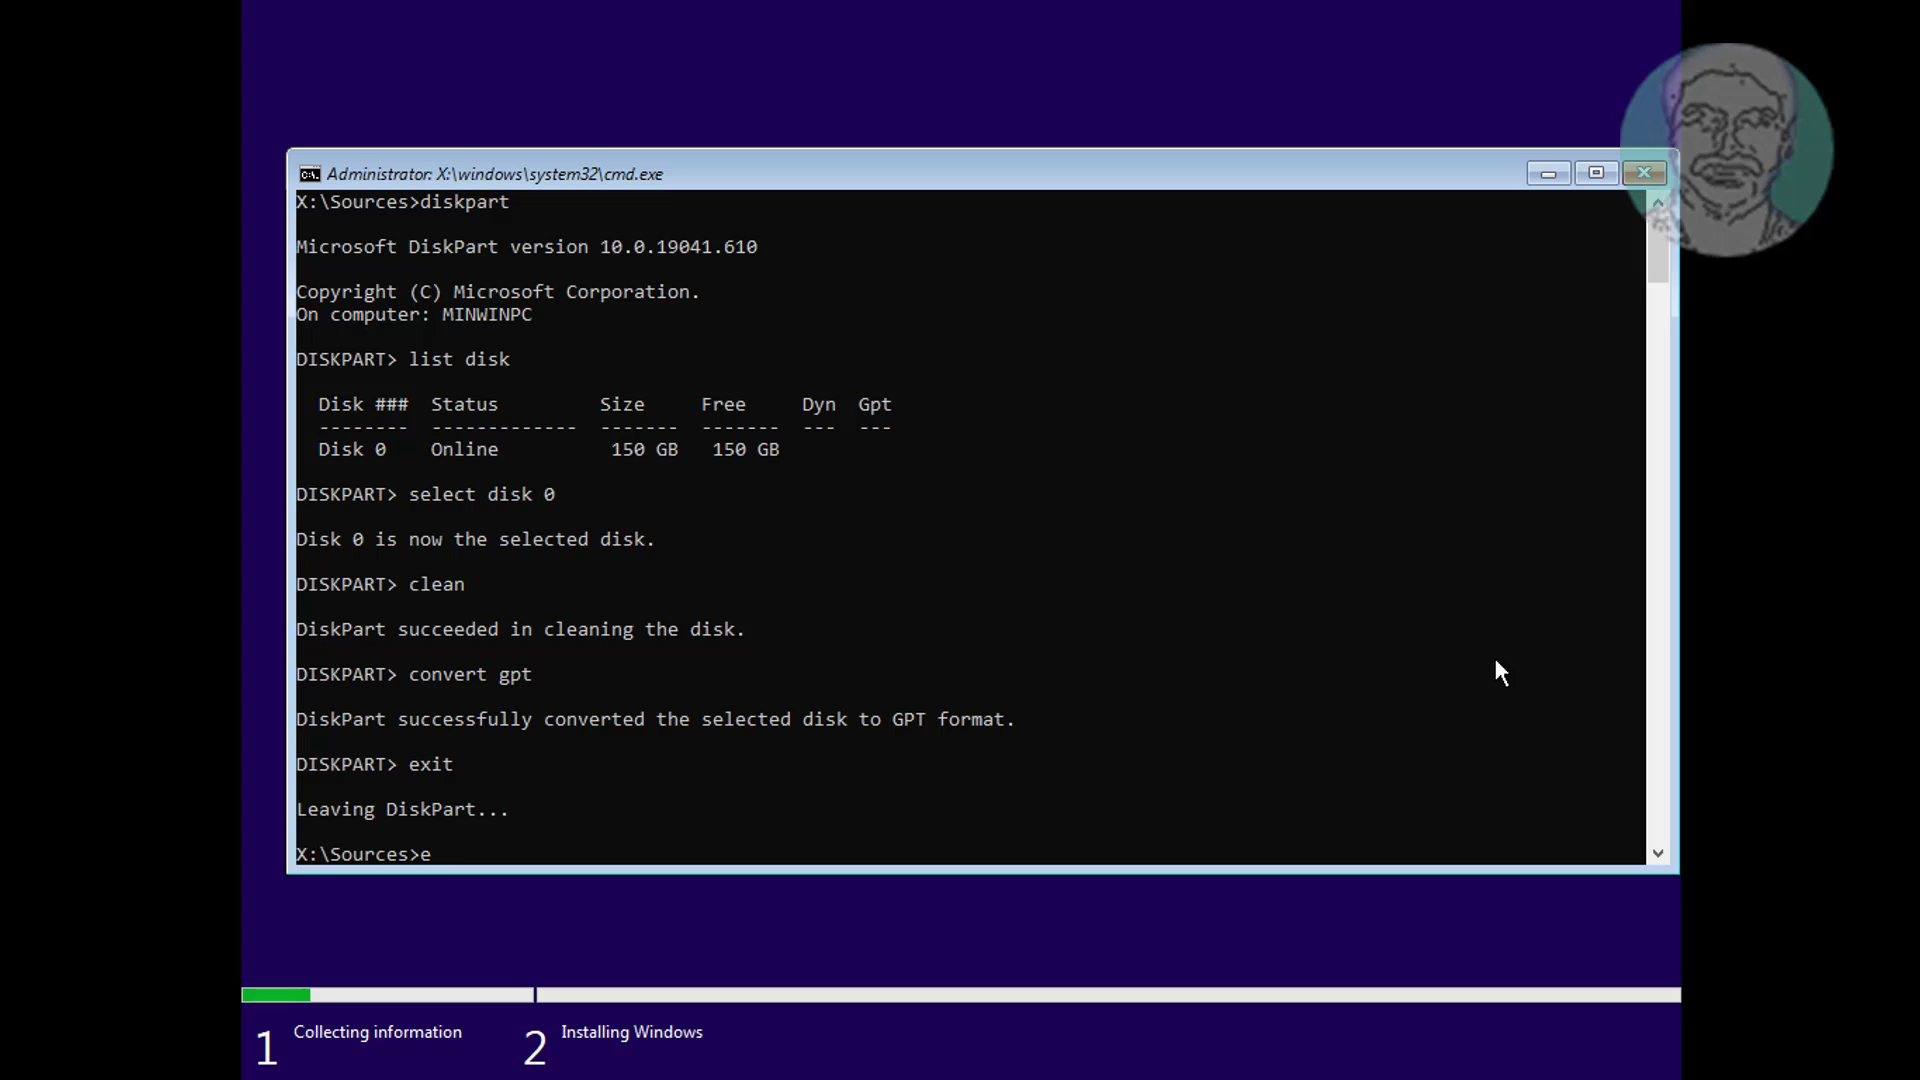 Administrator: X:\windows\system32\cmd.exe
X:\Sources>diskpart
Microsoft DiskPart version 10.0.19041.610
Copyright (C) Microsoft Corporation.
On computer: MINWINPC
DISKPART> list disk
Disk ###  Status         Size     Free     Dyn  Gpt
--------  -------------  -------  -------  ---  ---
Disk 0    Online          150 GB   150 GB
DISKPART> select disk 0
Disk 0 is now the selected disk.
DISKPART> clean
DiskPart succeeded in cleaning the disk.
DISKPART> convert gpt
DiskPart successfully converted the selected disk to GPT format.
DISKPART> exit
Leaving DiskPart...
X:\Sources>e
1 Collecting information
2 Installing Windows